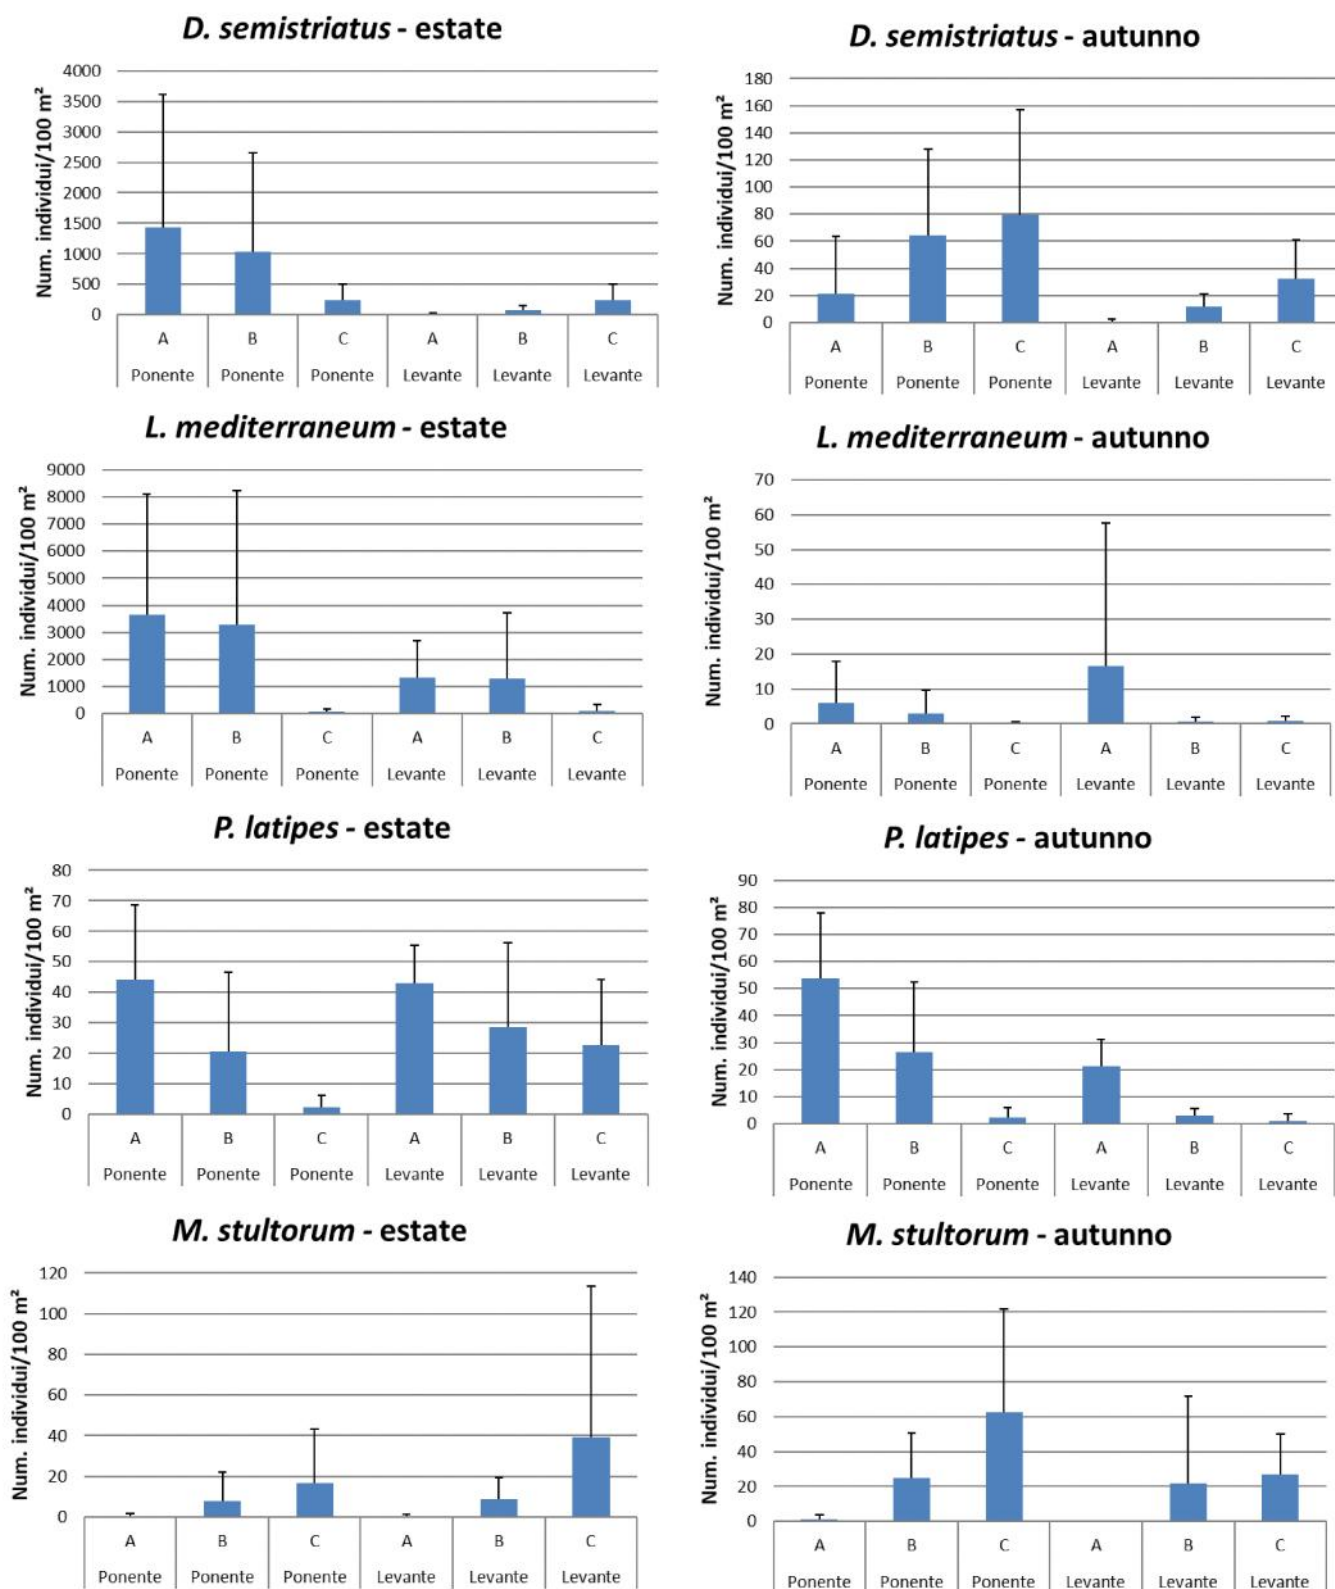 D. semistriatus - estate
Num. individui/100 m²
4000
3500
3000
2500
2000
1500
1000
500
0
A B C A B C
Ponente Ponente Ponente Levante Levante Levante
D. semistriatus - autunno
Num. individui/100 m²
180
160
140
120
100
80
60
40
20
0
A B C A B C
Ponente Ponente Ponente Levante Levante Levante
L. mediterraneum - estate
Num. individui/100 m²
9000
8000
7000
6000
5000
4000
3000
2000
1000
0
A B C A B C
Ponente Ponente Ponente Levante Levante Levante
L. mediterraneum - autunno
Num. individui/100 m²
70
60
50
40
30
20
10
0
A B C A B C
Ponente Ponente Ponente Levante Levante Levante
P. latipes - estate
Num. individui/100 m²
80
70
60
50
40
30
20
10
0
A B C A B C
Ponente Ponente Ponente Levante Levante Levante
P. latipes - autunno
Num. individui/100 m²
90
80
70
60
50
40
30
20
10
0
A B C A B C
Ponente Ponente Ponente Levante Levante Levante
M. stultorum - estate
Num. individui/100 m²
120
100
80
60
40
20
0
A B C A B C
Ponente Ponente Ponente Levante Levante Levante
M. stultorum - autunno
Num. individui/100 m²
140
120
100
80
60
40
20
0
A B C A B C
Ponente Ponente Ponente Levante Levante Levante